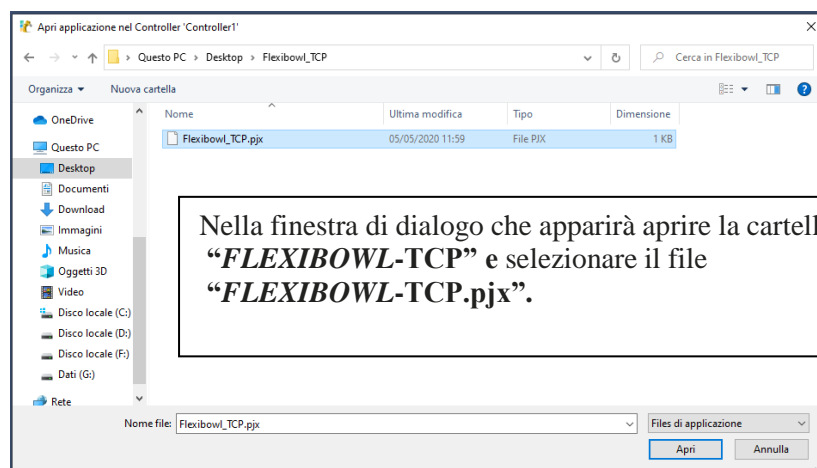 Apri applicazione nel Controller 'Controller1'
Questo PC > Desktop > Flexibowl_TCP
Cerca in Flexibowl_TCP
Organizza
Nuova cartella
Nome
Ultima modifica
Tipo
Dimensione
OneDrive
Questo PC
Desktop
Documenti
Download
Immagini
Musica
Oggetti 3D
Video
Disco locale (C:)
Disco locale (D:)
Disco locale (F:)
Dati (G:)
Rete
Flexibowl_TCP.pjx
05/05/2020 11:59
File PJX
1 KB
Nella finestra di dialogo che apparirà aprire la cartell
“FLEXIBOWL-TCP” e selezionare il file
“FLEXIBOWL-TCP.pjx”.
Nome file: Flexibowl_TCP.pjx
Files di applicazione
Apri
Annulla